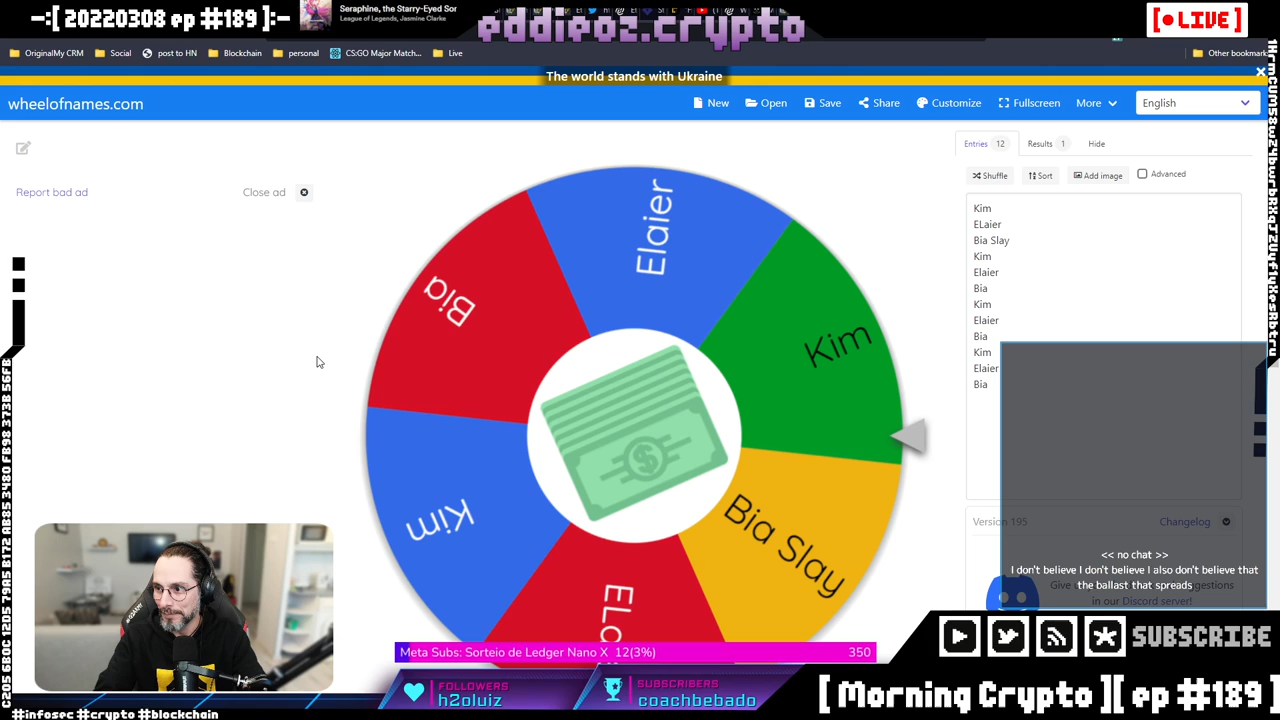 -:[ 20220308 ep #189 ]:-
Seraphine, the Starry-Eyed Sor
League of Legends, Jasmine Clarke
eddieoz.crypto
[•LIVE]
OriginalMy CRM
Social
post to HN
Blockchain
personal
CS:GO Major Match...
Live
Other bookmark
The world stands with Ukraine
wheelofnames.com
New
Open
Save
Share
Customize
Fullscreen
More
English
Entries 12
Results 1
Hide
Report bad ad
Close ad
Shuffle
Sort
Add image
Advanced
Kim
ELaier
Bia Slay
Kim
Elaier
Bia
Kim
Elaier
Bia
Kim
Elaier
Bia
Elaier
Kim
Bia Slay
ELa
Kim
Bia
Version 195
Changelog
<< no chat >>
I don't believe I don't believe I also don't believe that
the ballast that spreads
in our Discord server!
Meta Subs: Sorteio de Ledger Nano X 12(3%)
350
FOLLOWERS
h2oluiz
SUBSCRIBERS
coachbebado
SUBSCRIBE
[Morning Crypto][ep #189]
#infosec #crypto #blockchain